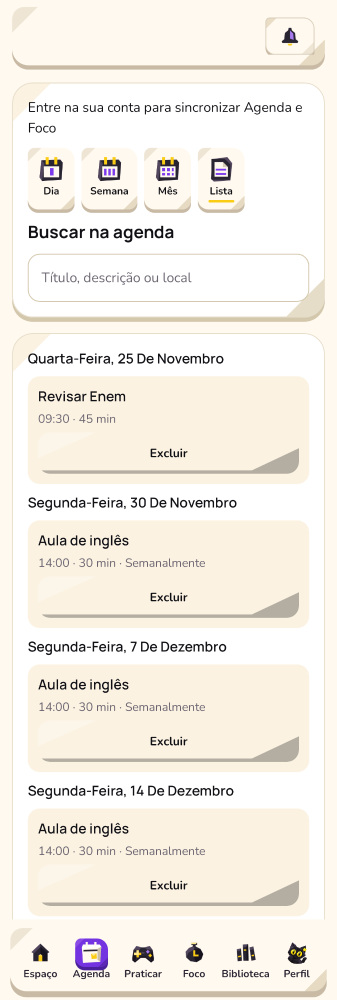 Entre na sua conta para sincronizar Agenda e
Foco
Dia
Semana
Mês
Lista
Buscar na agenda
Título, descrição ou local
Quarta-Feira, 25 De Novembro
Revisar Enem
09:30 · 45 min
Excluir
Segunda-Feira, 30 De Novembro
Aula de inglês
14:00 · 30 min · Semanalmente
Excluir
Segunda-Feira, 7 De Dezembro
Aula de inglês
14:00 · 30 min · Semanalmente
Excluir
Segunda-Feira, 14 De Dezembro
Aula de inglês
14:00 · 30 min · Semanalmente
Excluir
Espaço
Agenda
Praticar
Foco
Biblioteca
Perfil